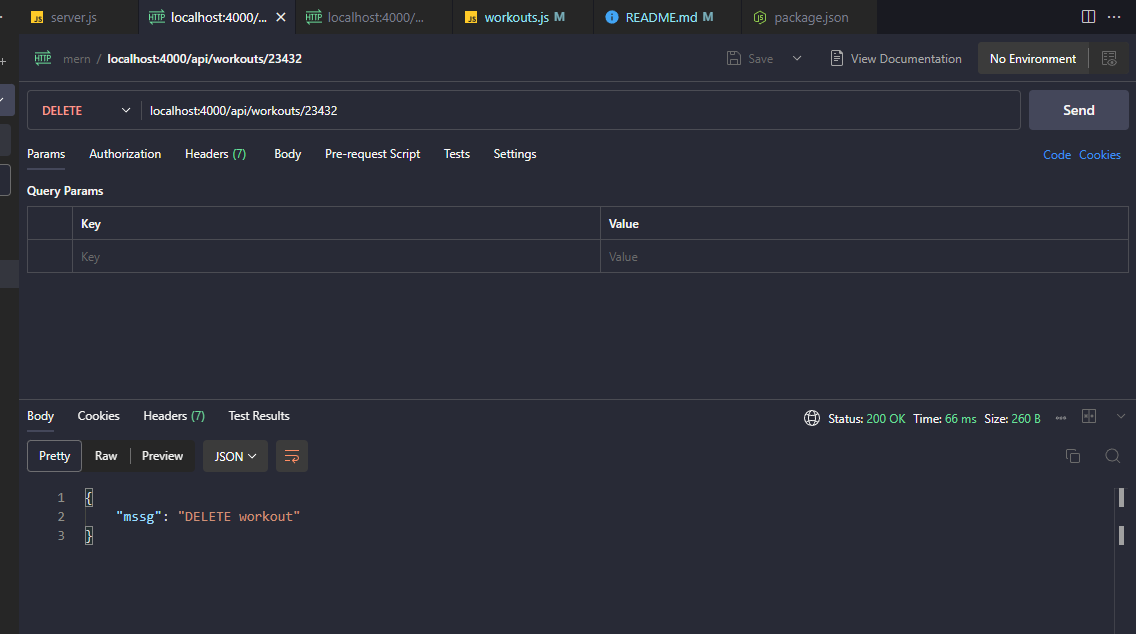 JS server.js HTTP localhost:4000/... × HTTP localhost:4000/... JS workouts.js M README.md M package.json
HTTP mern / localhost:4000/api/workouts/23432 Save View Documentation No Environment
DELETE localhost:4000/api/workouts/23432 Send
Params Authorization Headers (7) Body Pre-request Script Tests Settings Code Cookies
Query Params
Key Value
Key Value
Body Cookies Headers (7) Test Results Status: 200 OK Time: 66 ms Size: 260 B
Pretty Raw Preview JSON
1 {
2 "mssg": "DELETE workout"
3 }